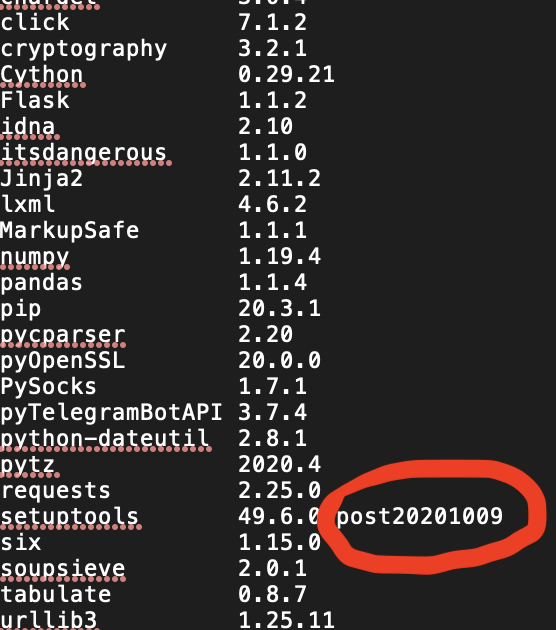 chardet 3.0.4
click 7.1.2
cryptography 3.2.1
Cython 0.29.21
Flask 1.1.2
idna 2.10
itsdangerous 1.1.0
Jinja2 2.11.2
lxml 4.6.2
MarkupSafe 1.1.1
numpy 1.19.4
pandas 1.1.4
pip 20.3.1
pycparser 2.20
pyOpenSSL 20.0.0
PySocks 1.7.1
pyTelegramBotAPI 3.7.4
python-dateutil 2.8.1
pytz 2020.4
requests 2.25.0
setuptools 49.6.0 post20201009
six 1.15.0
soupsieve 2.0.1
tabulate 0.8.7
urllib3 1.25.11